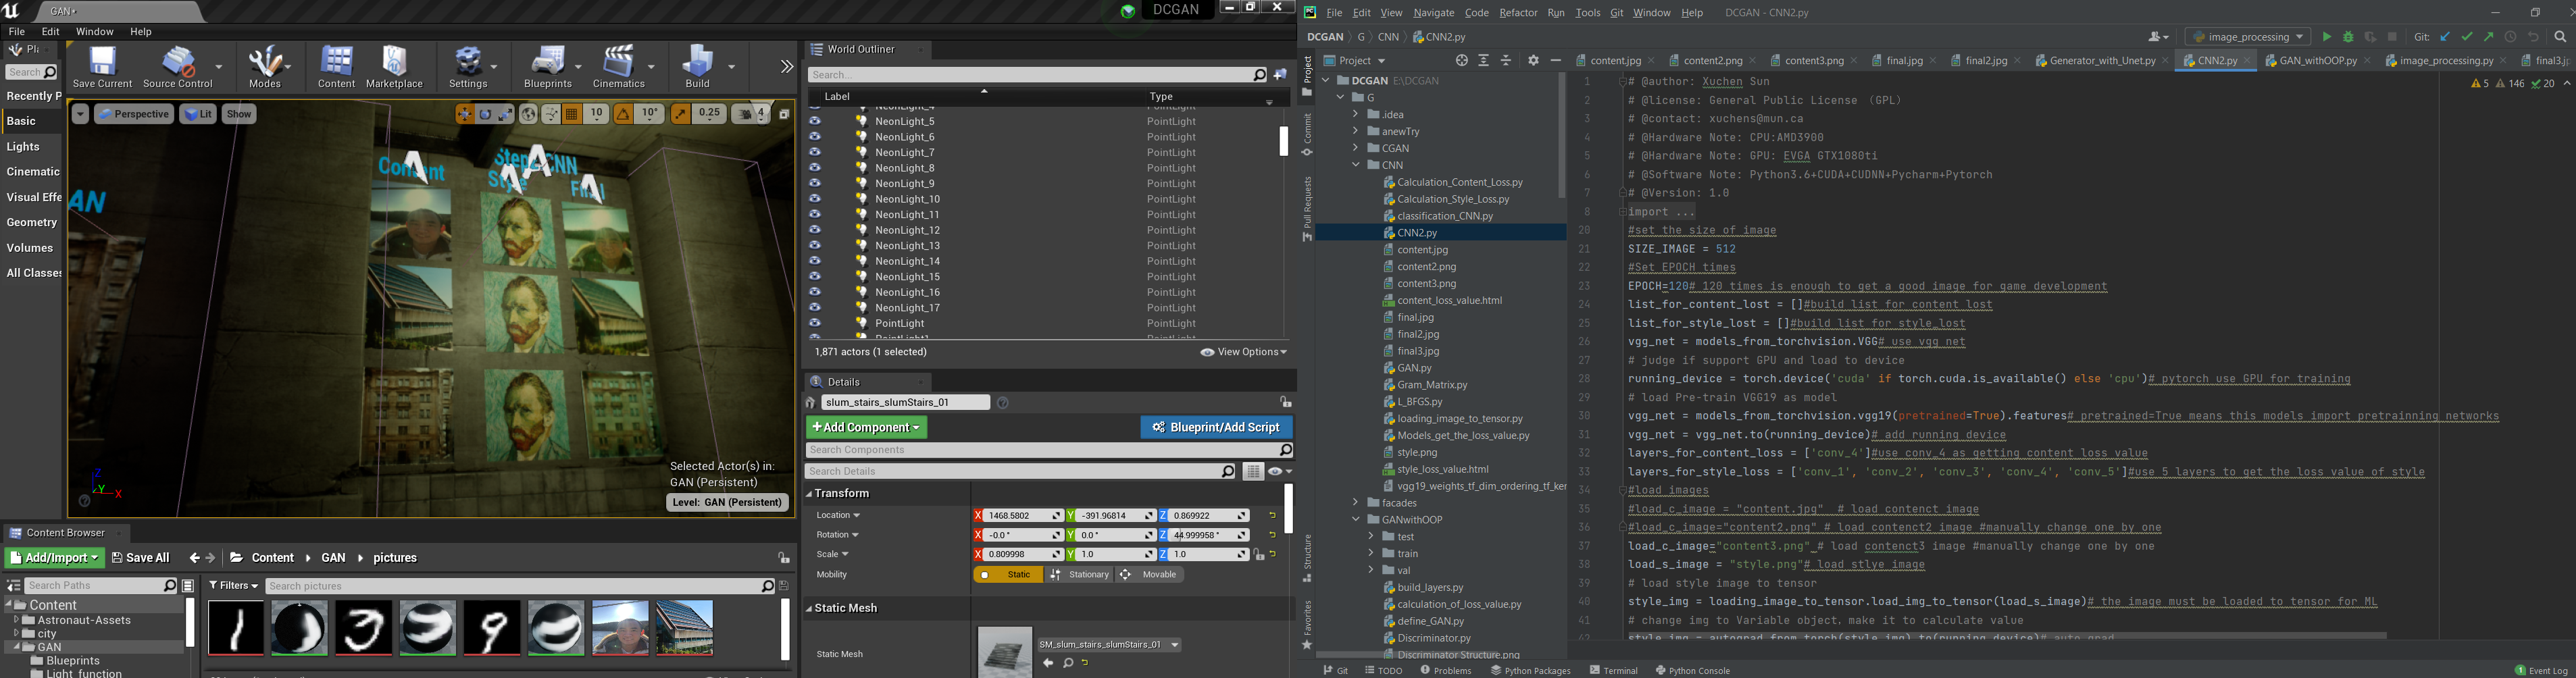 GAN*
DCGAN
File Edit Window Help
Save Current Source Control Modes Content Marketplace Settings Blueprints Cinematics Build
Search
Recently P
Basic
Lights
Cinematic
Visual Effe
Geometry
Volumes
All Classes
Perspective Lit Show 10 10° 0.25 4
AN
Content
Style
Final
Selected Actor(s) in:
GAN (Persistent)
Level: GAN (Persistent)
World Outliner
Search...
Label Type
NeonLight_4 PointLight
NeonLight_5 PointLight
NeonLight_6 PointLight
NeonLight_7 PointLight
NeonLight_8 PointLight
NeonLight_9 PointLight
NeonLight_10 PointLight
NeonLight_11 PointLight
NeonLight_12 PointLight
NeonLight_13 PointLight
NeonLight_14 PointLight
NeonLight_15 PointLight
NeonLight_16 PointLight
NeonLight_17 PointLight
PointLight PointLight
1,871 actors (1 selected) View Options
Details
slum_stairs_slumStairs_01
+Add Component Blueprint/Add Script
Search Components
Search Details
Transform
Location X 1468.5802 Y -391.96814 Z 0.869922
Rotation X -0.0 ° Y 0.0 ° Z 44.999958 °
Scale X 0.809998 Y 1.0 Z 1.0
Mobility Static Stationary Movable
Static Mesh
Static Mesh SM_slum_stairs_slumStairs_01
Content Browser
Add/Import Save All Content GAN pictures
Search Paths Filters Search pictures
Content
Astronaut-Assets
city
GAN
Blueprints
Light_function
File Edit View Navigate Code Refactor Run Tools Git Window Help DCGAN - CNN2.py
DCGAN G CNN CNN2.py image_processing Git:
Project content.jpg content2.png content3.png final.jpg final2.jpg Generator_with_Unet.py CNN2.py GAN_withOOP.py image_processing.py final3.j
Project
Commit
Pull Requests
Structure
Favorites
DCGAN E:\DCGAN
G
.idea
anewTry
CGAN
CNN
Calculation_Content_Loss.py
Calculation_Style_Loss.py
classification_CNN.py
CNN2.py
content.jpg
content2.png
content3.png
content_loss_value.html
final.jpg
final2.jpg
final3.jpg
GAN.py
Gram_Matrix.py
L_BFGS.py
loading_image_to_tensor.py
Models_get_the_loss_value.py
style.png
style_loss_value.html
vgg19_weights_tf_dim_ordering_tf_ker
facades
GANwithOOP
test
train
val
build_layers.py
calculation_of_loss_value.py
define_GAN.py
Discriminator.py
Discriminator Structure.png
5 146 20
1 # @author: Xuchen Sun
2 # @license: General Public License （GPL）
3 # @contact: xuchens@mun.ca
4 # @Hardware Note: CPU:AMD3900
5 # @Hardware Note: GPU: EVGA GTX1080ti
6 # @Software Note: Python3.6+CUDA+CUDNN+Pycharm+Pytorch
7 # @Version: 1.0
8 import ...
20 #set the size of image
21 SIZE_IMAGE = 512
22 #Set EPOCH times
23 EPOCH=120# 120 times is enough to get a good image for game development
24 list_for_content_lost = []#build list for content lost
25 list_for_style_lost = []#build list for style_lost
26 vgg_net = models_from_torchvision.VGG# use vgg net
27 # judge if support GPU and load to device
28 running_device = torch.device('cuda' if torch.cuda.is_available() else 'cpu')# pytorch use GPU for training
29 # load Pre-train VGG19 as model
30 vgg_net = models_from_torchvision.vgg19(pretrained=True).features# pretrained=True means this models import pretrainning networks
31 vgg_net = vgg_net.to(running_device)# add running device
32 layers_for_content_loss = ['conv_4']#use conv_4 as getting content loss value
33 layers_for_style_loss = ['conv_1', 'conv_2', 'conv_3', 'conv_4', 'conv_5']#use 5 layers to get the loss value of style
34 #load images
35 #load_c_image = "content.jpg" # load contenct image
36 #load_c_image="content2.png" # load contenct2 image #manually change one by one
37 load_c_image="content3.png" # load contenct3 image #manually change one by one
38 load_s_image = "style.png"# load stlye image
39 # load style image to tensor
40 style_img = loading_image_to_tensor.load_img_to_tensor(load_s_image)# the image must be loaded to tensor for ML
41 # change img to Variable object，make it to calculate value
42 style_img = autograd_from_torch(style_img).to(running_device)# auto grad
Git TODO Problems Python Packages Terminal Python Console 1 Event Log